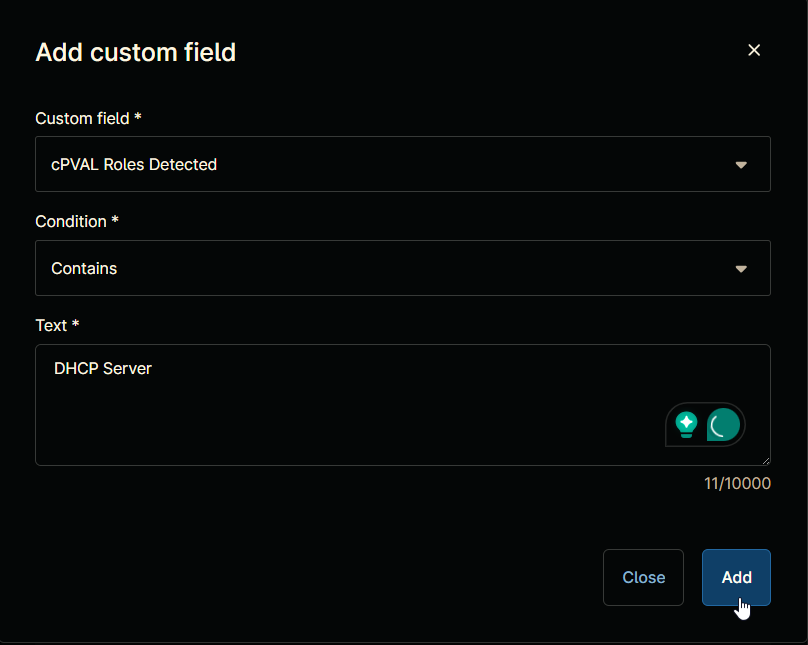 Add custom field
Custom field *
cPVAL Roles Detected
Condition *
Contains
Text *
DHCP Server
11/10000
Close
Add